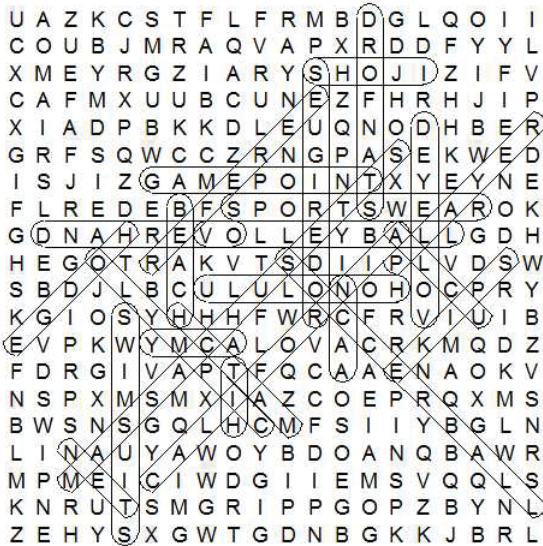 U A Z K C S T F L F R M B D G L Q O I I
C O U B J M R A Q V A P X R D D F Y Y L
X M E Y R G Z I A R Y S H O J I Z I F V
C A F M X U U B C U N E Z F H R H J I P
X I A D P B K K D L E U Q N O D H B E R
G R F S Q W C C Z R N G P A S E K W E D
I S J I Z G A M E P O I N T X Y E Y N E
F L R E D E B F S P O R T S W E A R O K
G D N A H R E V O L L E Y B A L L G D H
H E G O T R A K V T S D I I P L V D S W
S B D J L B C U L U L O N O H O C P R Y
K G I O S Y H H H F W R C F R V I U I B
E V P K W Y M C A L O V A C R K M Q D Z
F D R G I V A P T F Q C A A E N A O K V
N S P X M S M X I A Z C O E P R Q X M S
B W S N S G Q L H C M F S I I Y B G L N
L I N A U Y A W O Y B D O A N Q B A W R
M P M E I C I W D G I I E M S V Q Q L S
K N R U T S M G R I P P G O P Z B Y N L
Z E H Y S X G W T G D N B G K K J B R L